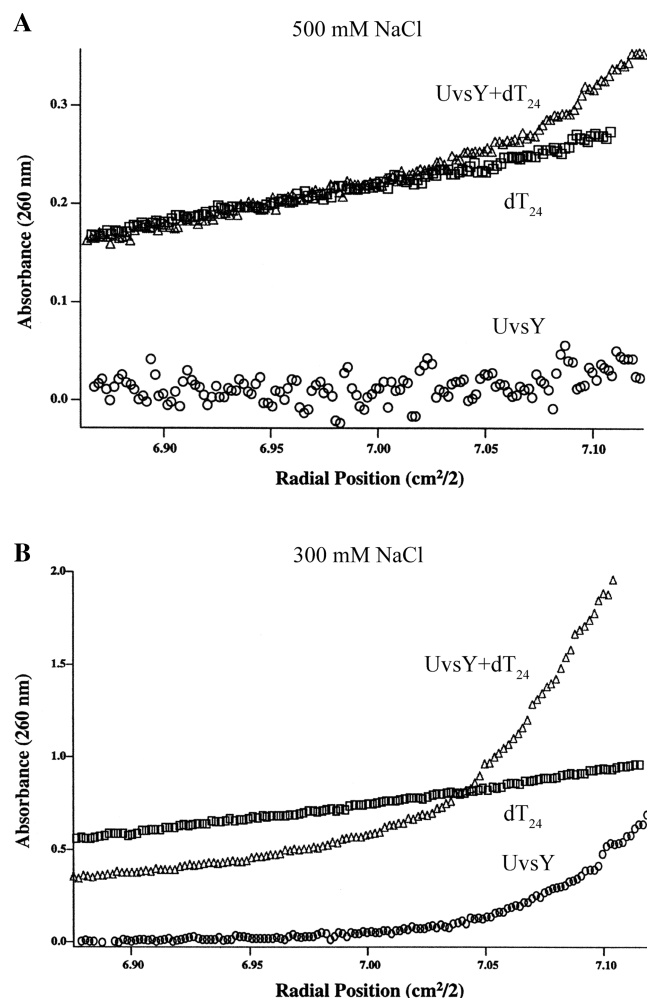 A
500 mM NaCl
0.3
0.2
0.1
0.0
Absorbance (260 nm)
UvsY+dT₂₄
dT₂₄
UvsY
6.90 6.95 7.00 7.05 7.10
Radial Position (cm²/2)
B
300 mM NaCl
2.0
1.5
1.0
0.5
0.0
Absorbance (260 nm)
UvsY+dT₂₄
dT₂₄
UvsY
6.90 6.95 7.00 7.05 7.10
Radial Position (cm²/2)